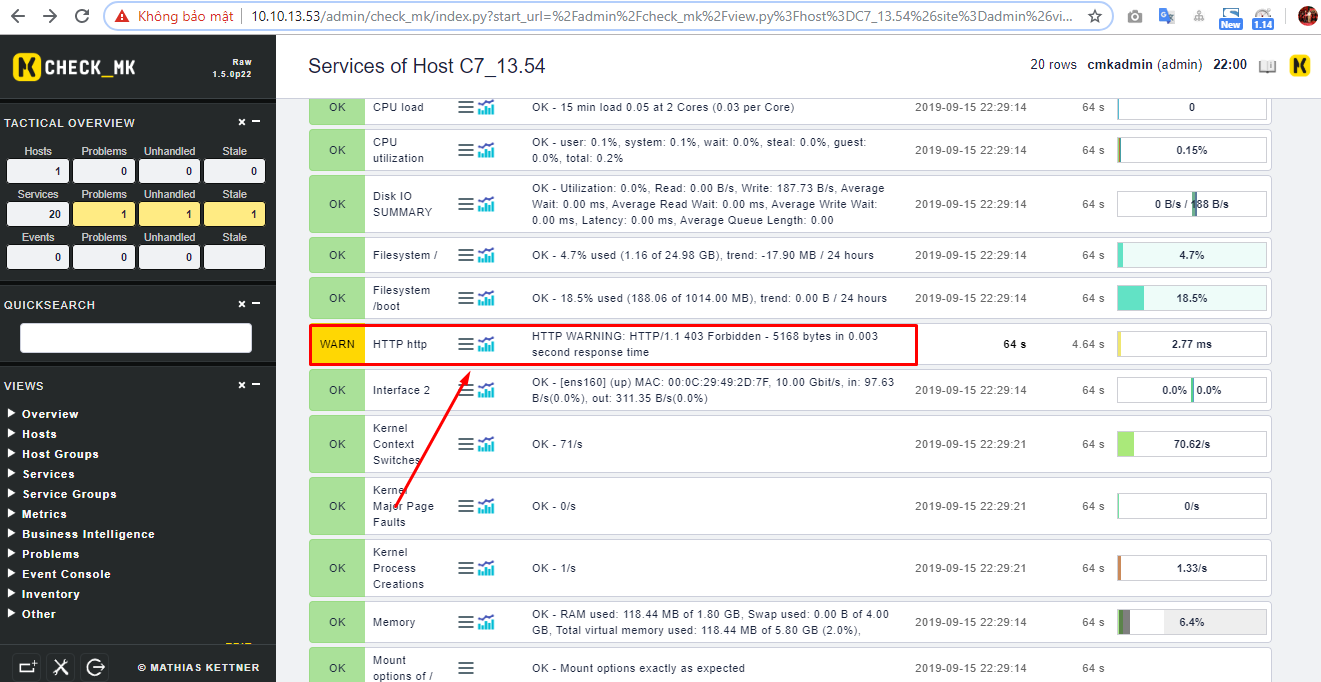 Không bảo mật 10.10.13.53/admin/check_mk/index.py?start_url=%2Fadmin%2Fcheck_mk%2Fview.py%3Fhost%3DC7_13.54%26site%3Dadmin%26vi... New 1.14
CHECK_MK
Raw
1.5.0p22
Services of Host C7_13.54
20 rows cmkadmin (admin) 22:00
TACTICAL OVERVIEW
Hosts Problems Unhandled Stale
1 0 0 0
Services Problems Unhandled Stale
20 1 1 1
Events Problems Unhandled Stale
0 0 0
QUICKSEARCH
VIEWS
Overview
Hosts
Host Groups
Services
Service Groups
Metrics
Business Intelligence
Problems
Event Console
Inventory
Other
© MATHIAS KETTNER
OK CPU load OK - 15 min load 0.05 at 2 Cores (0.03 per Core) 2019-09-15 22:29:14 64 s 0
OK CPU
utilization
OK - user: 0.1%, system: 0.1%, wait: 0.0%, steal: 0.0%, guest:
0.0%, total: 0.2%
2019-09-15 22:29:14 64 s 0.15%
OK Disk IO
SUMMARY
OK - Utilization: 0.0%, Read: 0.00 B/s, Write: 187.73 B/s, Average
Wait: 0.00 ms, Average Read Wait: 0.00 ms, Average Write Wait:
0.00 ms, Latency: 0.00 ms, Average Queue Length: 0.00
2019-09-15 22:29:14 64 s 0 B/s / 188 B/s
OK Filesystem / OK - 4.7% used (1.16 of 24.98 GB), trend: -17.90 MB / 24 hours 2019-09-15 22:29:14 64 s 4.7%
OK Filesystem
/boot
OK - 18.5% used (188.06 of 1014.00 MB), trend: 0.00 B / 24 hours 2019-09-15 22:29:14 64 s 18.5%
WARN HTTP http
HTTP WARNING: HTTP/1.1 403 Forbidden - 5168 bytes in 0.003
second response time
64 s 4.64 s 2.77 ms
OK Interface 2
OK - [ens160] (up) MAC: 00:0C:29:49:2D:7F, 10.00 Gbit/s, in: 97.63
B/s(0.0%), out: 311.35 B/s(0.0%)
2019-09-15 22:29:14 64 s 0.0% 0.0%
OK Kernel
Context
Switches
OK - 71/s 2019-09-15 22:29:21 64 s 70.62/s
OK Kernel
Major Page
Faults
OK - 0/s 2019-09-15 22:29:21 64 s 0/s
OK Kernel
Process
Creations
OK - 1/s 2019-09-15 22:29:21 64 s 1.33/s
OK Memory
OK - RAM used: 118.44 MB of 1.80 GB, Swap used: 0.00 B of 4.00
GB, Total virtual memory used: 118.44 MB of 5.80 GB (2.0%),
2019-09-15 22:29:14 64 s 6.4%
OK Mount
options of /
OK - Mount options exactly as expected 2019-09-15 22:29:14 64 s